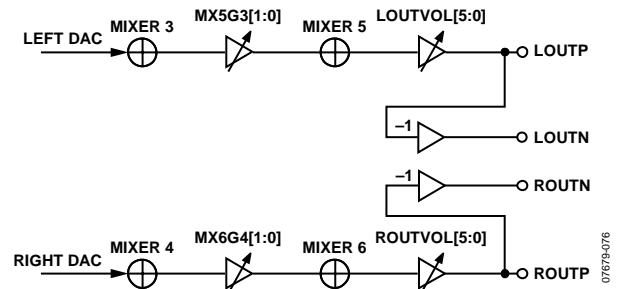 MIXER 3 MX5G3[1:0] MIXER 5 LOUTVOL[5:0]
LEFT DAC LOUTP
–1 LOUTN
–1 ROUTN
MIXER 4 MX6G4[1:0] MIXER 6 ROUTVOL[5:0]
RIGHT DAC ROUTP
07679-076